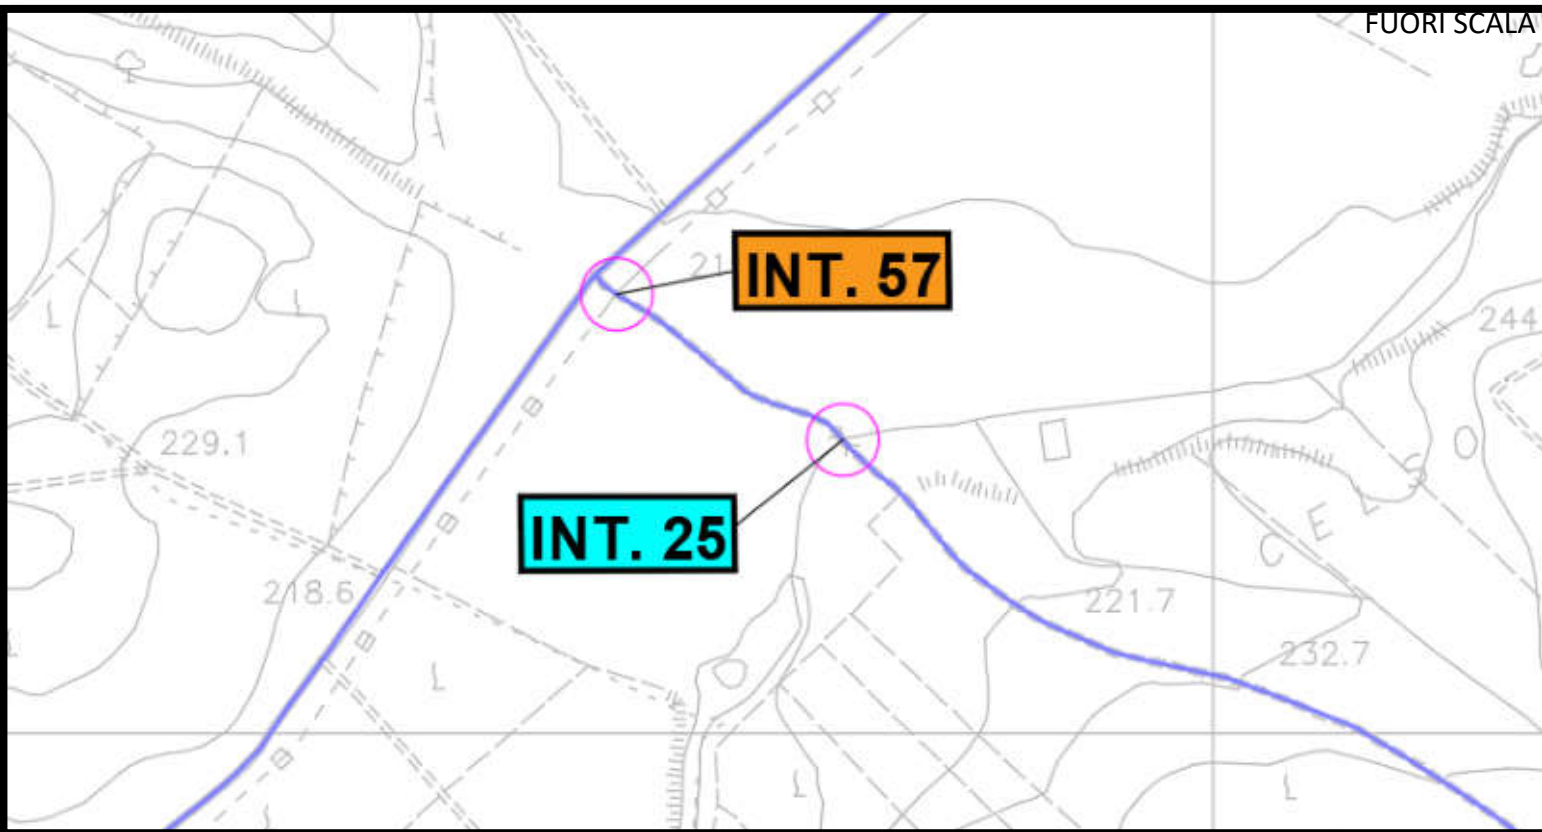 FUORI SCALA
INT. 57
244
229.1
INT. 25
218.6
221.7
232.7
C E L S O